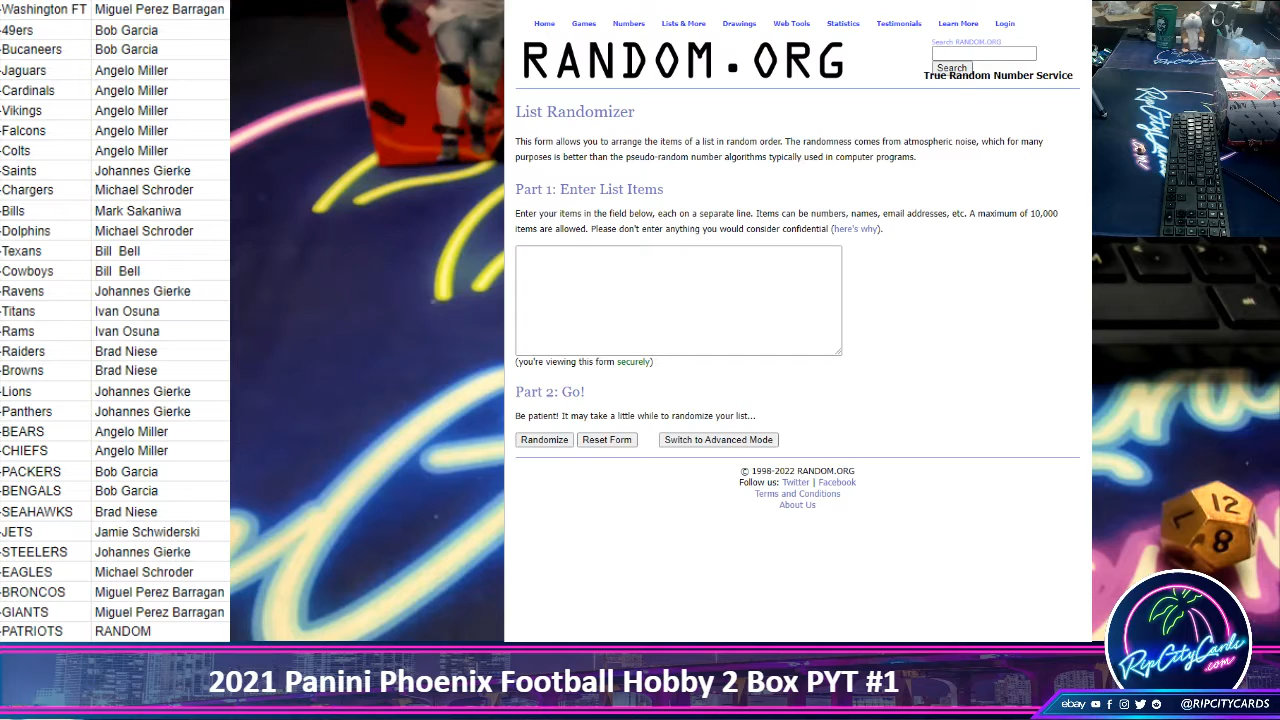 -Washington FT Miguel Perez Barragan
-49ers Bob Garcia
-Bucaneers Bob Garcia
-Jaguars Angelo Miller
-Cardinals Angelo Miller
-Vikings Angelo Miller
-Falcons Angelo Miller
-Colts Angelo Miller
-Saints Johannes Gierke
-Chargers Michael Schroder
-Bills Mark Sakaniwa
-Dolphins Michael Schroder
-Texans Bill Bell
-Cowboys Bill Bell
-Ravens Johannes Gierke
-Titans Ivan Osuna
-Rams Ivan Osuna
-Raiders Brad Niese
-Browns Brad Niese
-Lions Johannes Gierke
-Panthers Johannes Gierke
-BEARS Angelo Miller
-CHIEFS Angelo Miller
-PACKERS Bob Garcia
-BENGALS Bob Garcia
-SEAHAWKS Brad Niese
-JETS Jamie Schwiderski
-STEELERS Johannes Gierke
-EAGLES Michael Schroder
-BRONCOS Miguel Perez Barragan
-GIANTS Miguel Perez Barragan
-PATRIOTS RANDOM
Home Games Numbers Lists & More Drawings Web Tools Statistics Testimonials Learn More Login
RANDOM.ORG
Search RANDOM.ORG
Search
True Random Number Service
List Randomizer
This form allows you to arrange the items of a list in random order. The randomness comes from atmospheric noise, which for many
purposes is better than the pseudo-random number algorithms typically used in computer programs.
Part 1: Enter List Items
Enter your items in the field below, each on a separate line. Items can be numbers, names, email addresses, etc. A maximum of 10,000
items are allowed. Please don't enter anything you would consider confidential (here's why).
(you're viewing this form securely)
Part 2: Go!
Be patient! It may take a little while to randomize your list...
Randomize Reset Form Switch to Advanced Mode
© 1998-2022 RANDOM.ORG
Follow us: Twitter | Facebook
Terms and Conditions
About Us
12
8
RipCityCards
.com
2021 Panini Phoenix Football Hobby 2 Box PYT #1
ebay @RIPCITYCARDS